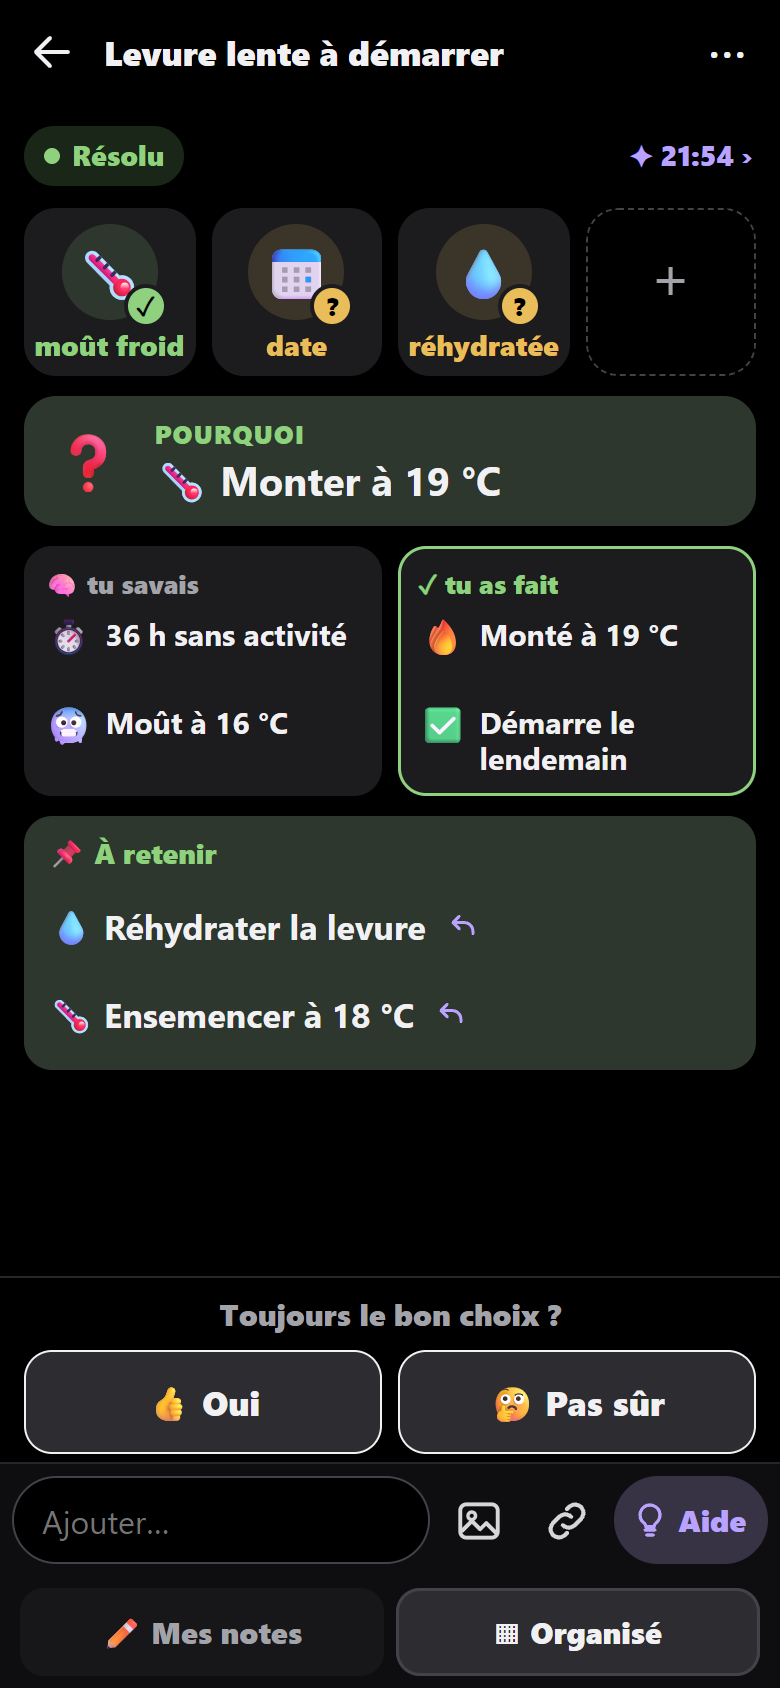 Levure lente à démarrer
Résolu
21:54
moût froid
date
réhydratée
POURQUOI
Monter à 19 °C
tu savais
36 h sans activité
Moût à 16 °C
tu as fait
Monté à 19 °C
Démarre le
lendemain
À retenir
Réhydrater la levure
Ensemencer à 18 °C
Toujours le bon choix ?
Oui
Pas sûr
Ajouter...
Aide
Mes notes
Organisé